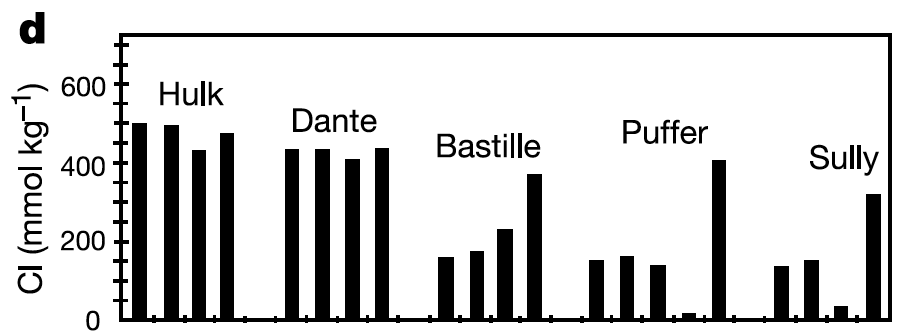 d
Cl (mmol kg⁻¹)
600
400
200
0
Hulk
Dante
Bastille
Puffer
Sully